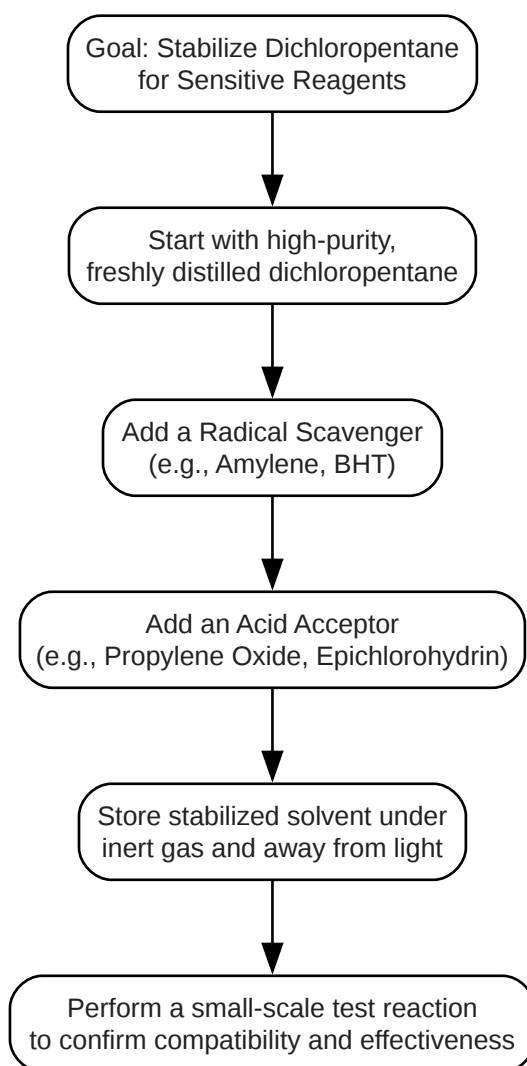 Goal: Stabilize Dichloropentane
for Sensitive Reagents
Start with high-purity,
freshly distilled dichloropentane
Add a Radical Scavenger
(e.g., Amylene, BHT)
Add an Acid Acceptor
(e.g., Propylene Oxide, Epichlorohydrin)
Store stabilized solvent under
inert gas and away from light
Perform a small-scale test reaction
to confirm compatibility and effectiveness